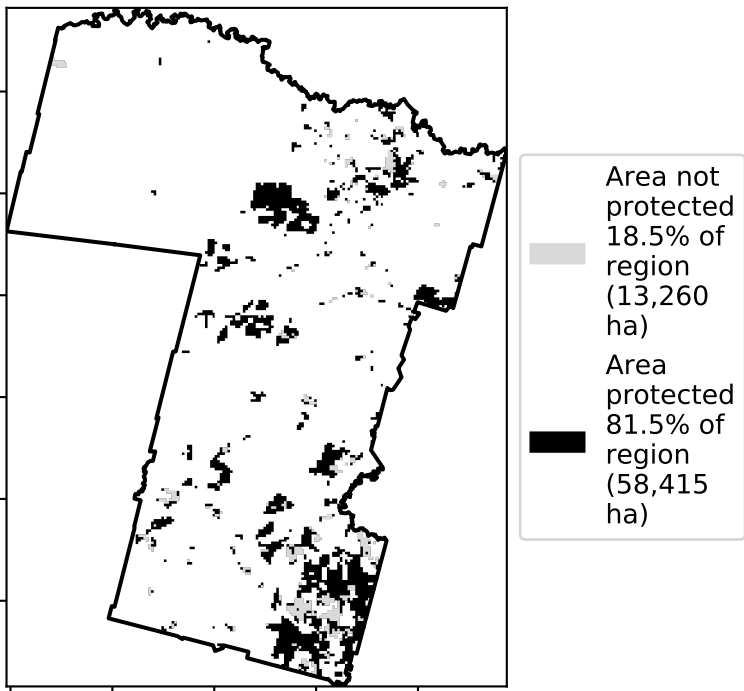 Area not
protected
18.5% of
region
(13,260
ha)
Area
protected
81.5% of
region
(58,415
ha)